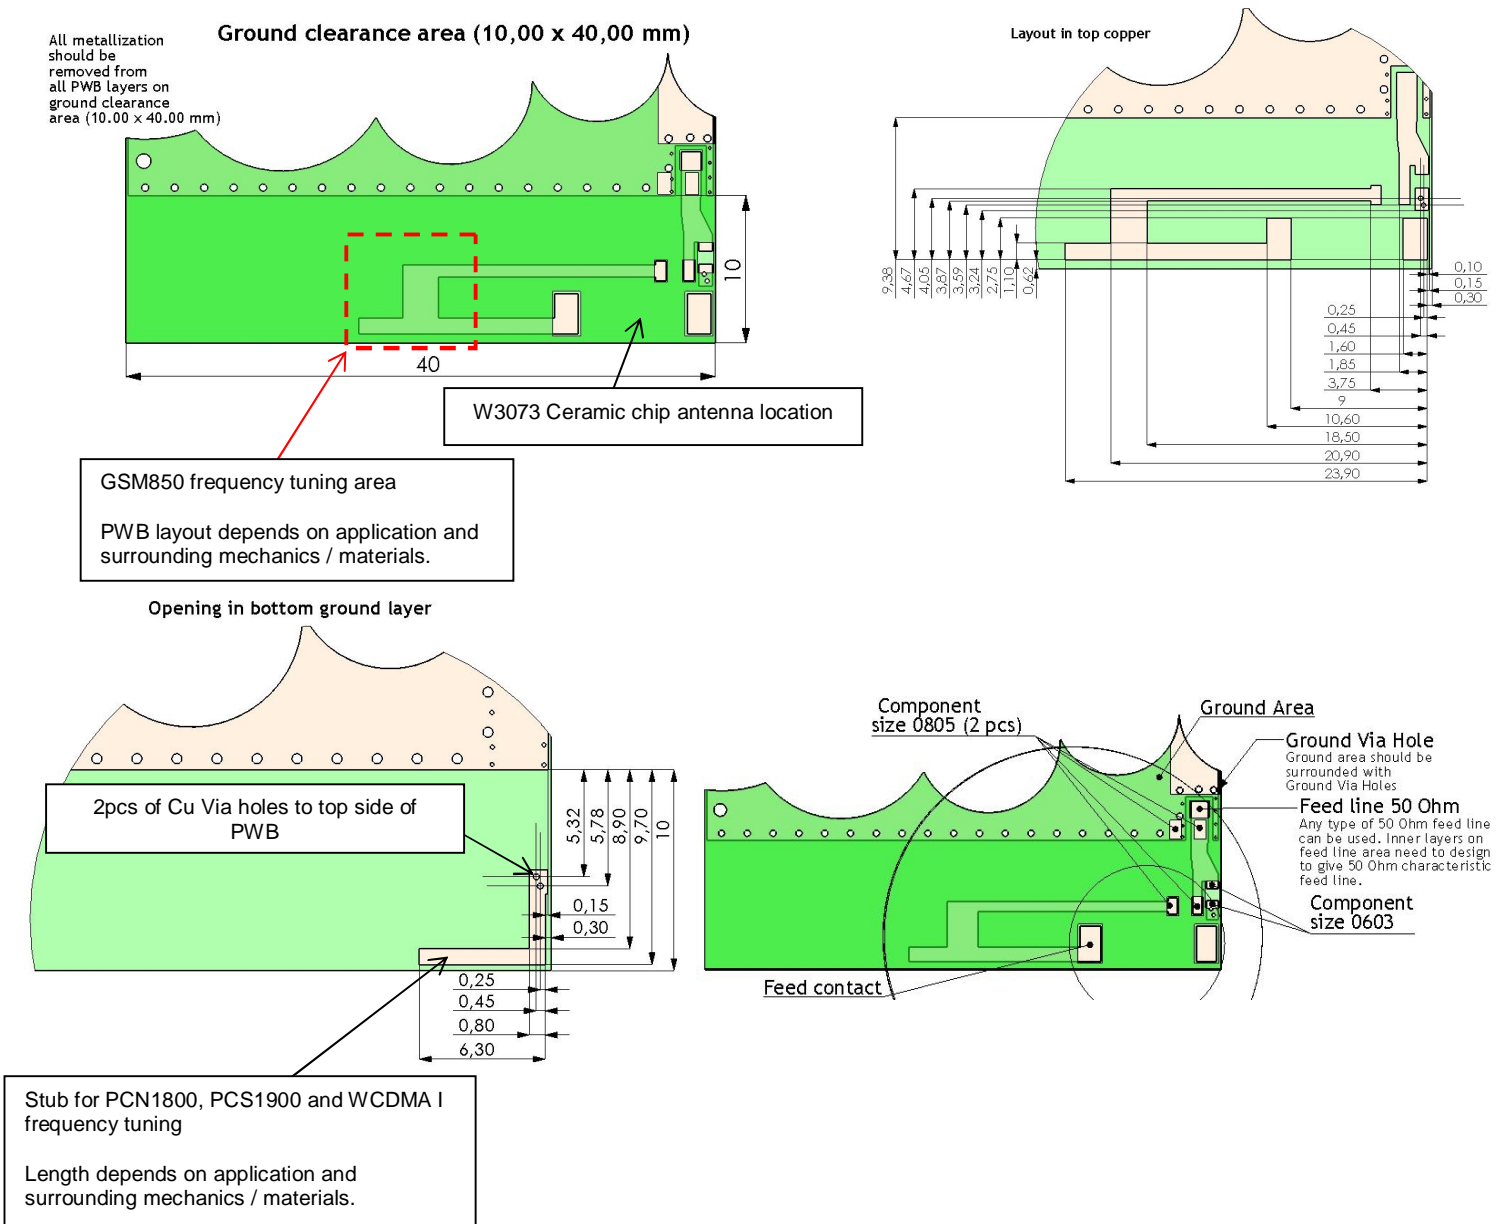 All metallization
should be
removed from
all PWB layers on
ground clearance
area (10.00 x 40.00 mm)
Ground clearance area (10,00 x 40,00 mm)
10
40
W3073 Ceramic chip antenna location
GSM850 frequency tuning area
PWB layout depends on application and
surrounding mechanics / materials.
Layout in top copper
9,38
4,67
4,05
3,87
3,59
3,24
2,75
1,10
0,62
0,10
0,15
0,30
0,25
0,45
1,60
1,85
3,75
9
10,60
18,50
20,90
23,90
Opening in bottom ground layer
2pcs of Cu Via holes to top side of
PWB
5,32
5,78
8,90
9,70
10
0,15
0,30
0,25
0,45
0,80
6,30
Stub for PCN1800, PCS1900 and WCDMA I
frequency tuning
Length depends on application and
surrounding mechanics / materials.
Component
size 0805 (2 pcs)
Ground Area
Ground Via Hole
Ground area should be
surrounded with
Ground Via Holes
Feed line 50 Ohm
Any type of 50 Ohm feed line
can be used. Inner layers on
feed line area need to design
to give 50 Ohm characteristic
feed line.
Component
size 0603
Feed contact